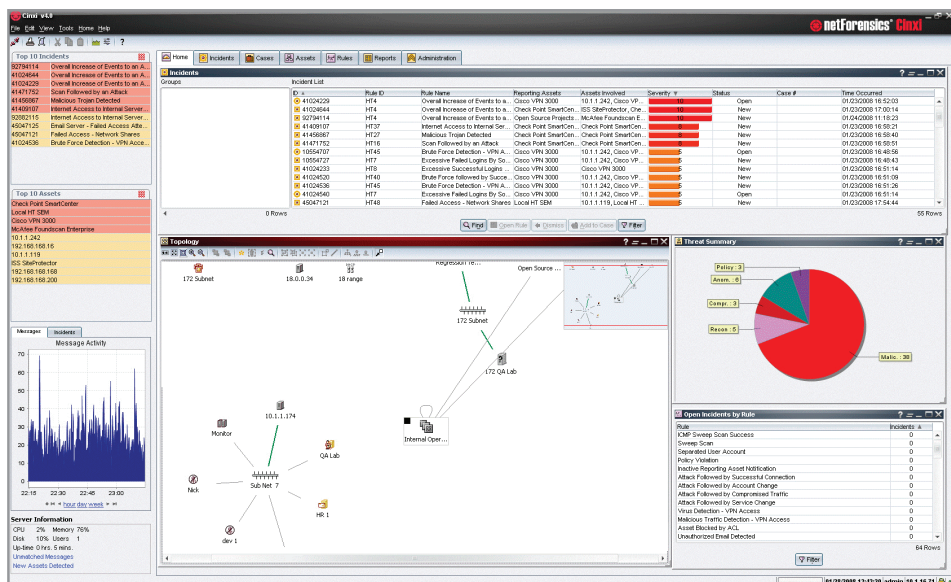 Cinxi v4.0
File Edit View Tools Home Help
netForensics Cinxi
Top 10 Incidents
92794114 Overall Increase of Events to an A...
41024644 Overall Increase of Events to an A...
41024229 Overall Increase of Events to an A...
41471752 Scan Followed by an Attack
41456867 Malicious Trojan Detected
41409107 Internet Access to Internal Server...
92882115 Internet Access to Internal Server...
45047125 Email Server - Failed Access Atte...
45047121 Failed Access - Network Shares
41024536 Brute Force Detection - VPN Acce...
Top 10 Assets
Check Point SmartCenter
Local HT SEM
Cisco VPN 3000
McAfee Foundscan Enterprise
10.1.1.242
192.168.168.16
10.1.1.119
ISS SiteProtector
192.168.168.168
192.168.168.200
Messages Incidents
Message Activity
70
60
50
40
30
20
10
0
22:15 22:30 22:45 23:00
hour day week
Server Information
CPU 2% Memory 76%
Disk 10% Users 1
Up-time 0 hrs. 5 mins.
Unmatched Messages
New Assets Detected
Home Incidents Cases Assets Rules Reports Administration
Incidents
Groups
Incident List
ID Rule ID Rule Name Reporting Assets Assets Involved Severity Status Case # Time Occurred
41024229 HT4 Overall Increase of Events to a... Cisco VPN 3000 10.1.1.242, Cisco VP... 10 Open 01/23/2008 16:52:03
41024644 HT4 Overall Increase of Events to a... Check Point SmartCen... ISS SiteProtector, Che... 10 New 01/23/2008 17:00:14
92794114 HT4 Overall Increase of Events to a... Open Source Projects... McAfee Foundscan E... 10 New 01/24/2008 11:18:23
41409107 HT37 Internet Access to Internal Ser... Check Point SmartCen... Check Point SmartCen... 8 New 01/23/2008 16:58:21
41456867 HT27 Malicious Trojan Detected Check Point SmartCen... Check Point SmartCen... 8 New 01/23/2008 16:58:40
41471752 HT16 Scan Followed by an Attack Check Point SmartCen... Check Point SmartCen... 8 New 01/23/2008 16:58:51
10554707 HT45 Brute Force Detection - VPN A... Cisco VPN 3000 10.1.1.242, Cisco VP... 5 Open 01/23/2008 16:48:56
10554727 HT7 Excessive Failed Logins By So... Cisco VPN 3000 10.1.1.242, Cisco VP... 5 New 01/23/2008 16:48:43
41024233 HT8 Excessive Successful Logins ... Cisco VPN 3000 Cisco VPN 3000 5 New 01/23/2008 16:51:14
41024520 HT40 Brute Force followed by Succe... Cisco VPN 3000 10.1.1.242, Cisco VP... 5 New 01/23/2008 16:51:09
41024536 HT45 Brute Force Detection - VPN A... Cisco VPN 3000 10.1.1.242, Cisco VP... 5 New 01/23/2008 16:51:26
41024540 HT7 Excessive Failed Logins By So... Cisco VPN 3000 10.1.1.242, Cisco VP... 5 Open 01/23/2008 16:51:14
45047121 HT48 Failed Access - Network Shares Local HT SEM 10.1.1.119, Local HT ... 5 New 01/23/2008 17:54:44
0 Rows
55 Rows
Find Open Rule Dismiss Add to Case Filter
Topology
172 Subnet
18.0.0.34
18 range
Regression Te...
Open Source ...
172 Subnet
172 QA Lab
10.1.1.174
Internal Oper...
Monitor
QA Lab
Sub Net 7
Nick
HR 1
dev 1
Threat Summary
Policy : 3
Anom. : 6
Compr. : 3
Recon : 5
Malic. : 38
Open Incidents by Rule
Rule Incidents
ICMP Sweep Scan Success 0
Sweep Scan 0
Separated User Account 0
Policy Violation 0
Inactive Reporting Asset Notification 0
Attack Followed by Successful Connection 0
Attack Followed by Account Change 0
Attack Followed by Compromised Traffic 0
Attack Followed by Service Change 0
Virus Detection - VPN Access 0
Malicious Traffic Detection - VPN Access 0
Asset Blocked by ACL 0
Unauthorized Email Detected 0
64 Rows
Filter